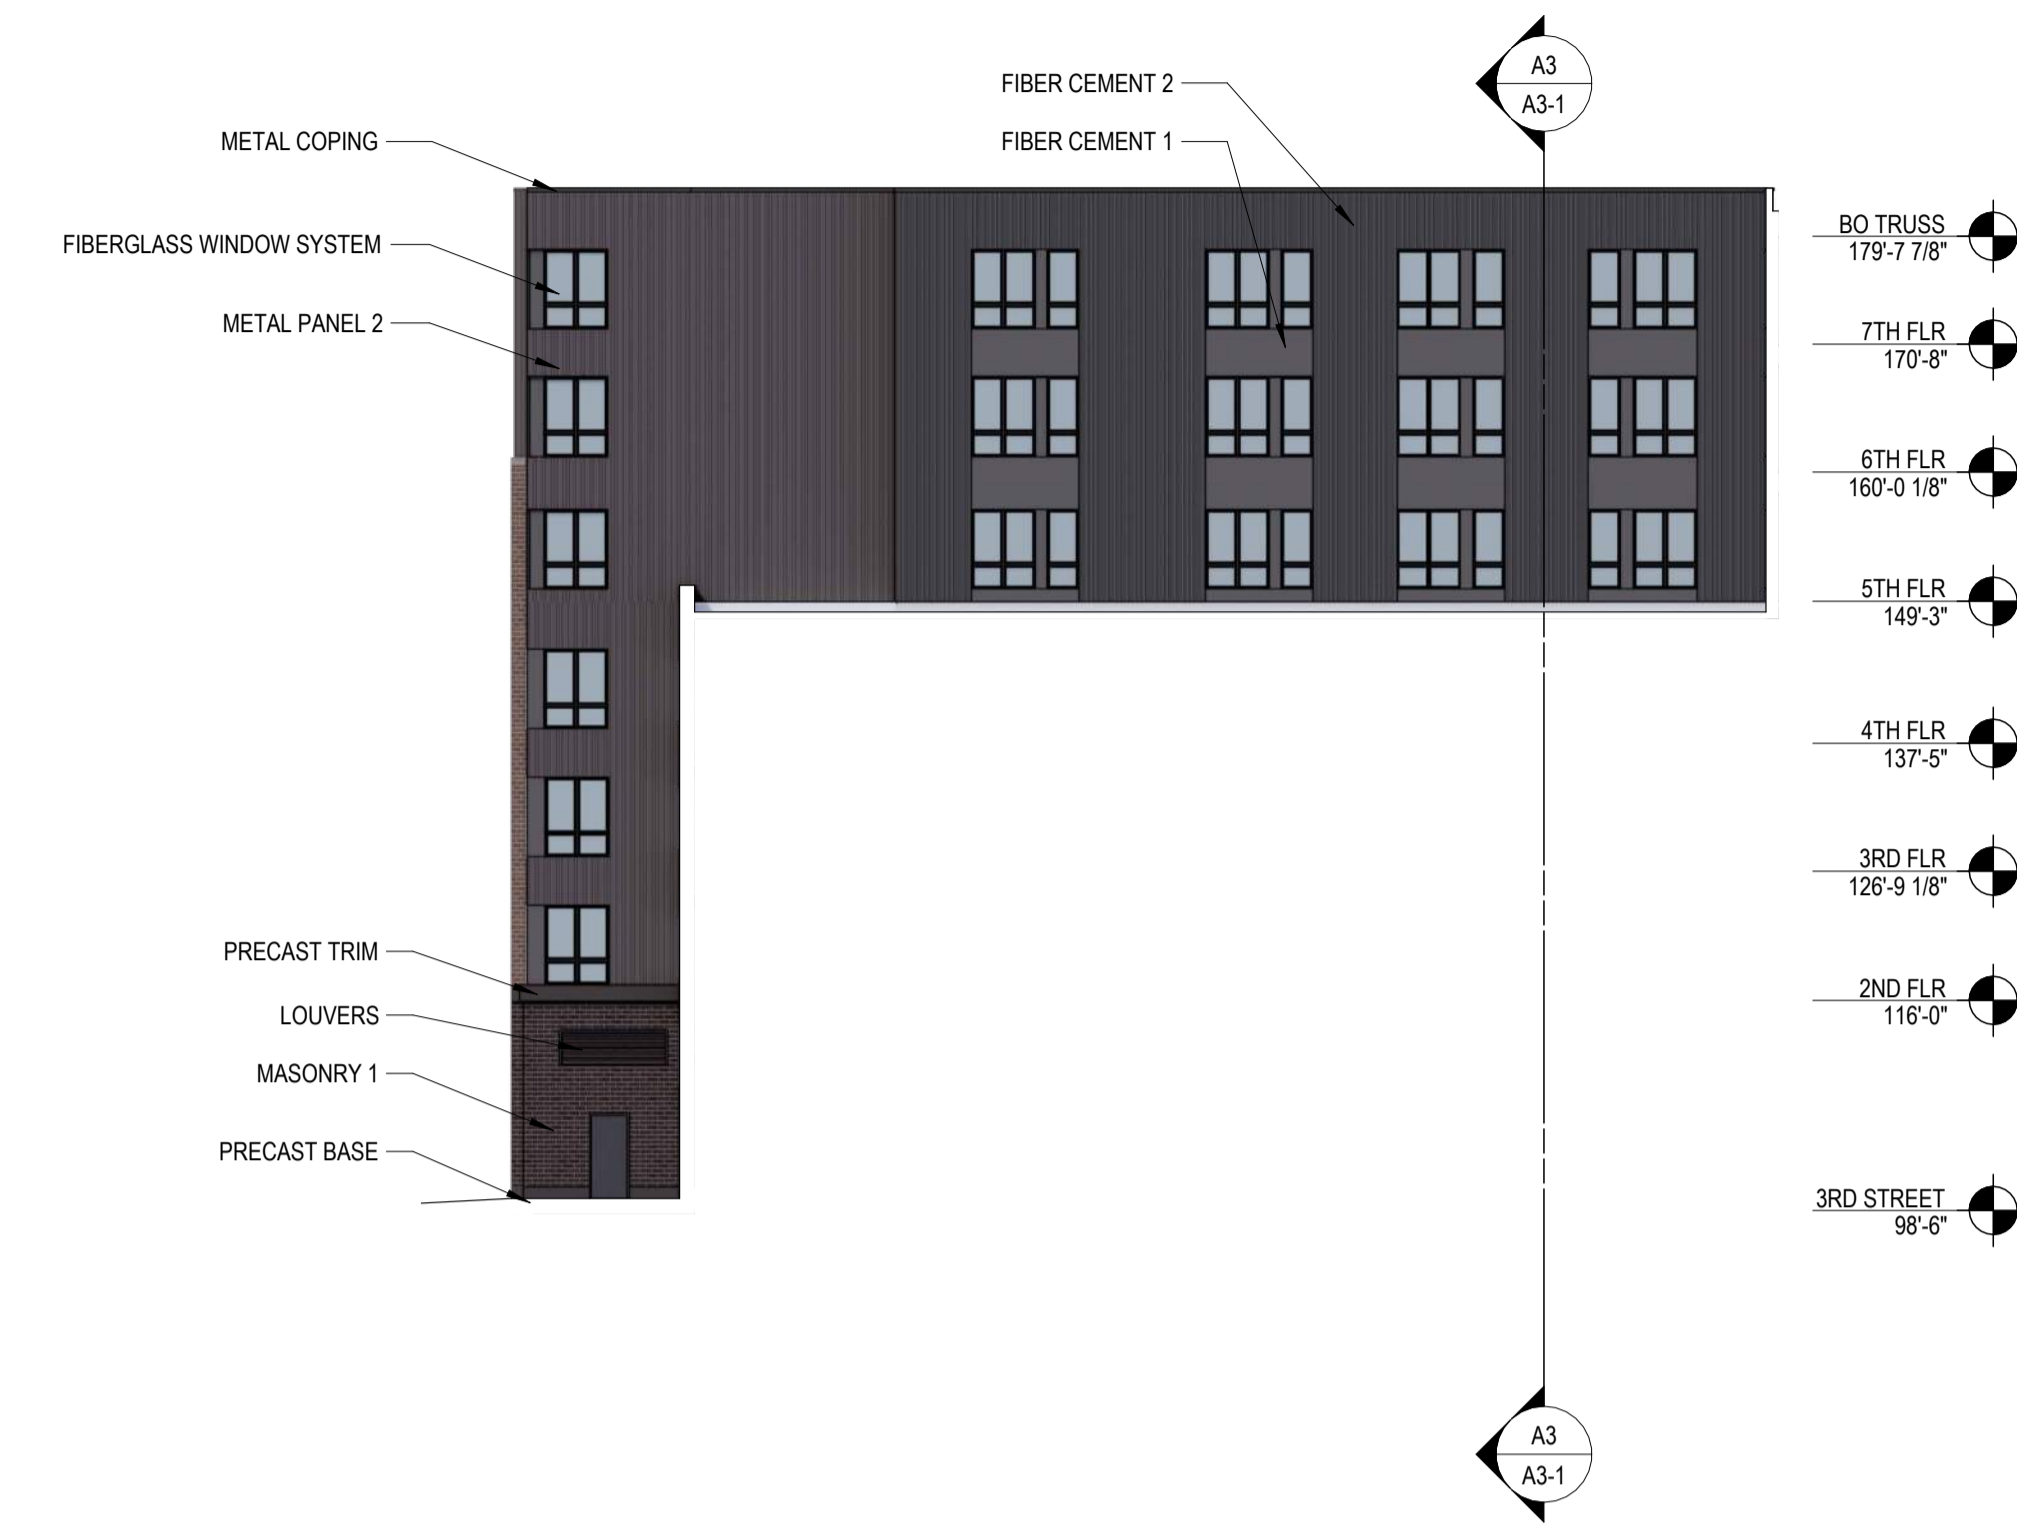 A3
A3-1
FIBER CEMENT 2
FIBER CEMENT 1
METAL COPING
FIBERGLASS WINDOW SYSTEM
METAL PANEL 2
PRECAST TRIM
LOUVERS
MASONRY 1
PRECAST BASE
BO TRUSS
179'-7 7/8"
7TH FLR
170'-8"
6TH FLR
160'-0 1/8"
5TH FLR
149'-3"
4TH FLR
137'-5"
3RD FLR
126'-9 1/8"
2ND FLR
116'-0"
3RD STREET
98'-6"
A3
A3-1